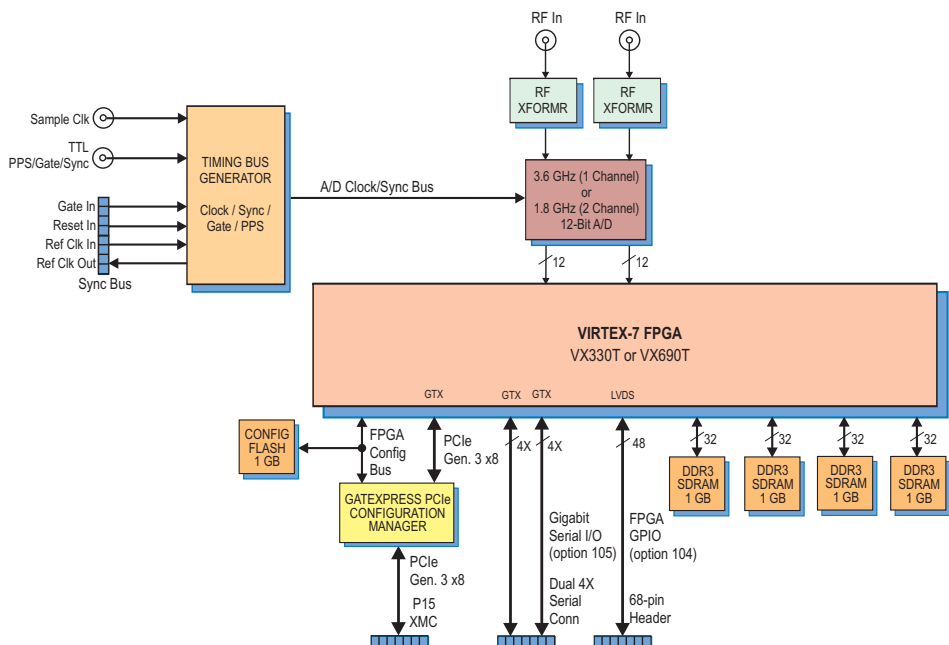 RF In
RF In
RF
XFORMR
RF
XFORMR
Sample Clk
TTL
PPS/Gate/Sync
TIMING BUS
GENERATOR
Clock / Sync /
Gate / PPS
A/D Clock/Sync Bus
3.6 GHz (1 Channel)
or
1.8 GHz (2 Channel)
12-Bit A/D
Gate In
Reset In
Ref Clk In
Ref Clk Out
Sync Bus
12
12
VIRTEX-7 FPGA
VX330T or VX690T
GTX
GTX
GTX
LVDS
CONFIG
FLASH
1 GB
FPGA
Config
Bus
PCIe
Gen. 3 x8
4X
4X
48
32
32
32
32
DDR3
SDRAM
1 GB
DDR3
SDRAM
1 GB
DDR3
SDRAM
1 GB
DDR3
SDRAM
1 GB
GATEXPRESS PCIe
CONFIGURATION
MANAGER
Gigabit
Serial I/O
(option 105)
FPGA
GPIO
(option 104)
PCIe
Gen. 3 x8
P15
XMC
Dual 4X
Serial
Conn
68-pin
Header